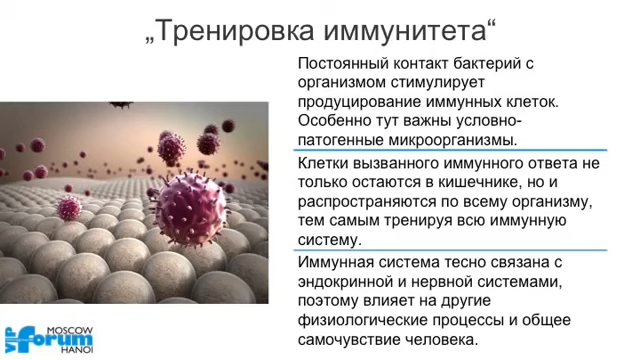 „Тренировка иммунитета“
Постоянный контакт бактерий с
организмом стимулирует
продуцирование иммунных клеток.
Особенно тут важны условно-
патогенные микроорганизмы.
Клетки вызванного иммунного ответа не
только остаются в кишечнике, но и
распространяются по всему организму,
тем самым тренируя всю иммунную
систему.
Иммунная система тесно связана с
эндокринной и нервной системами,
поэтому влияет на другие
физиологические процессы и общее
самочувствие человека.
MOSCOW
VIP forum
HANOI